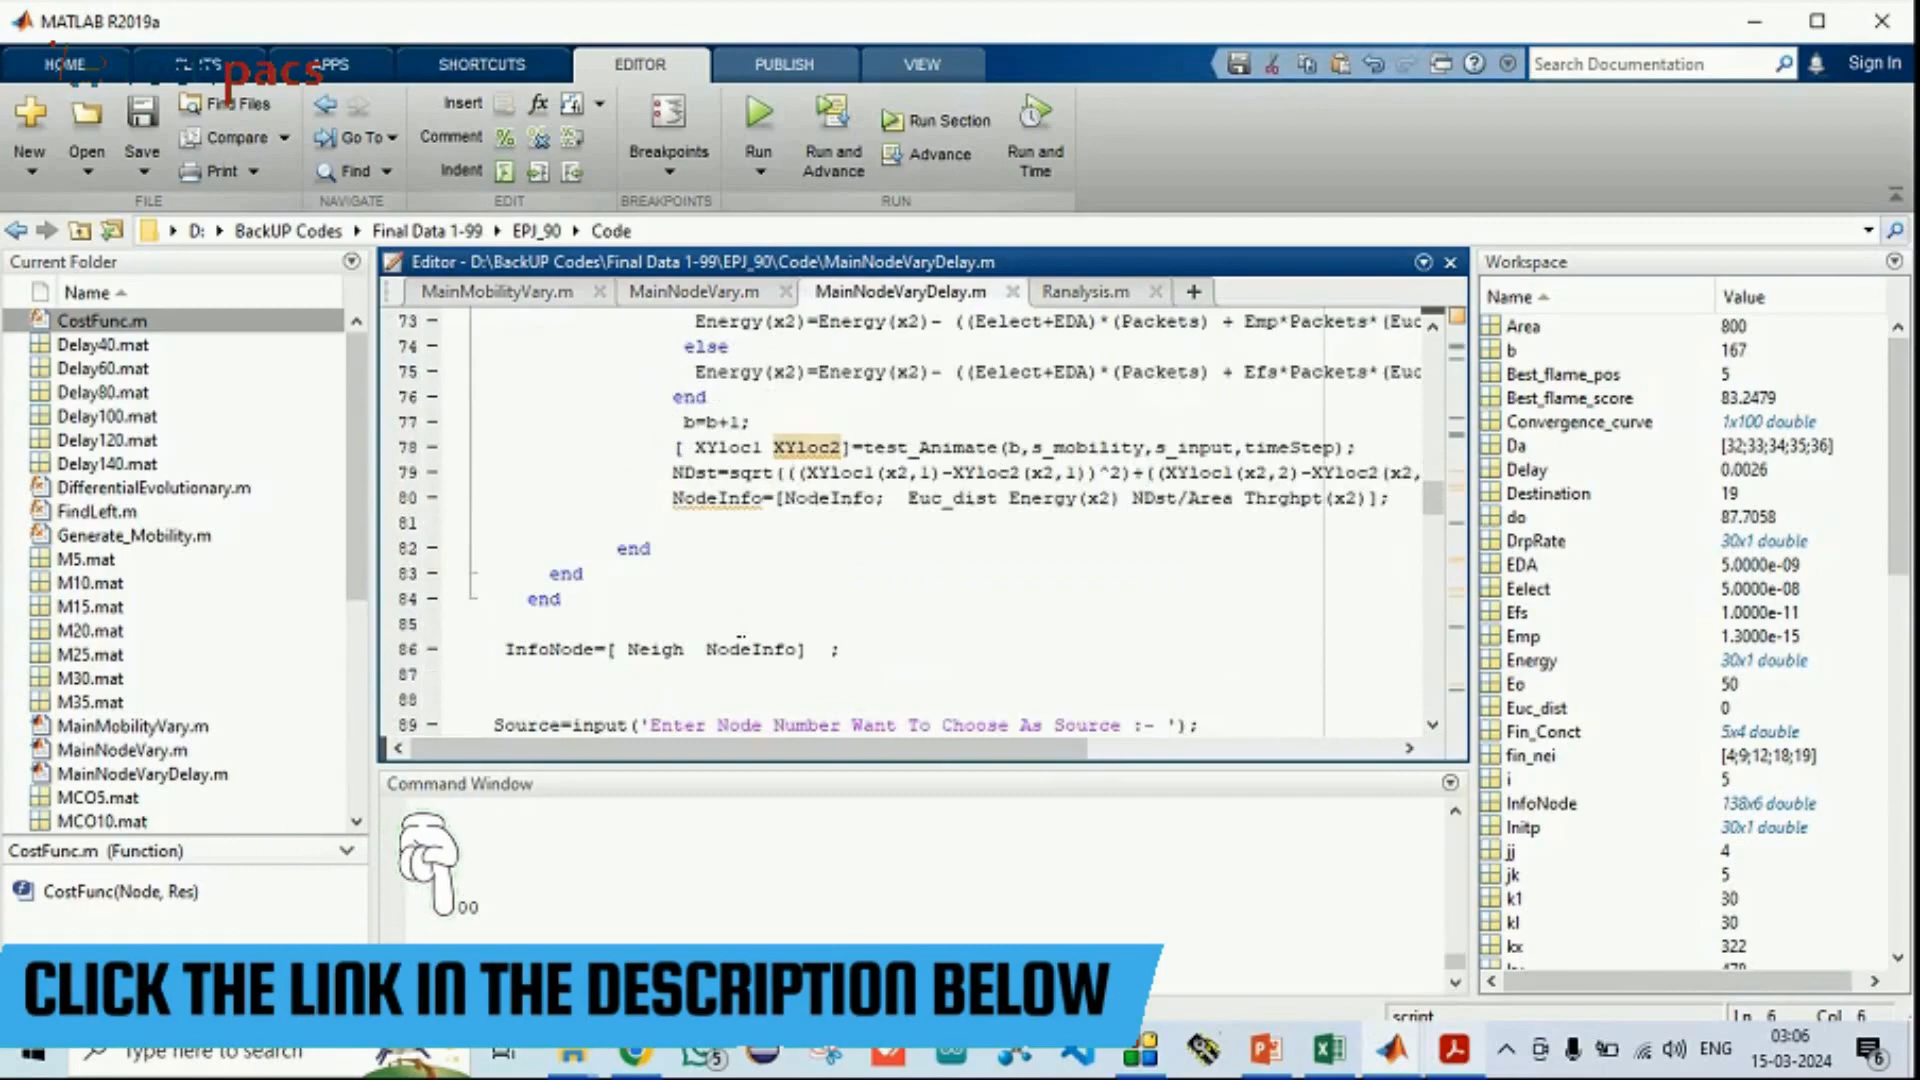 MATLAB R2019a
HOME
pacs
APPS
SHORTCUTS
EDITOR
PUBLISH
VIEW
Search Documentation
Sign In
New
Open
Save
Find Files
Compare
Print
Go To
Find
Insert
fx
Comment
Indent
Breakpoints
Run
Run and Advance
Run Section
Advance
Run and Time
FILE
NAVIGATE
EDIT
BREAKPOINTS
RUN
D: BackUP Codes Final Data 1-99 EPJ_90 Code
Current Folder
Name
CostFunc.m
Delay40.mat
Delay60.mat
Delay80.mat
Delay100.mat
Delay120.mat
Delay140.mat
DifferentialEvolutionary.m
FindLeft.m
Generate_Mobility.m
M5.mat
M10.mat
M15.mat
M20.mat
M25.mat
M30.mat
M35.mat
MainMobilityVary.m
MainNodeVary.m
MainNodeVaryDelay.m
MCO5.mat
MCO10.mat
CostFunc.m (Function)
CostFunc(Node, Res)
Editor - D:\BackUP Codes\Final Data 1-99\EPJ_90\Code\MainNodeVaryDelay.m
MainMobilityVary.m
MainNodeVary.m
MainNodeVaryDelay.m
Ranalysis.m
73 - Energy(x2)=Energy(x2)- ((Eelect+EDA)*(Packets) + Emp*Packets*(Euc
74 - else
75 - Energy(x2)=Energy(x2)- ((Eelect+EDA)*(Packets) + Efs*Packets*(Euc
76 - end
77 - b=b+1;
78 - [ XYloc1 XYloc2]=test_Animate(b,s_mobility,s_input,timeStep);
79 - NDst=sqrt(((XYloc1(x2,1)-XYloc2(x2,1))^2)+((XYloc1(x2,2)-XYloc2(x2,
80 - NodeInfo=[NodeInfo; Euc_dist Energy(x2) NDst/Area Thrghpt(x2)];
81
82 - end
83 - end
84 - end
85
86 - InfoNode=[ Neigh NodeInfo] ;
87
88
89 - Source=input('Enter Node Number Want To Choose As Source :- ');
Command Window
00
Workspace
Name Value
Area 800
b 167
Best_flame_pos 5
Best_flame_score 83.2479
Convergence_curve 1x100 double
Da [32;33;34;35;36]
Delay 0.0026
Destination 19
do 87.7058
DrpRate 30x1 double
EDA 5.0000e-09
Eelect 5.0000e-08
Efs 1.0000e-11
Emp 1.3000e-15
Energy 30x1 double
Eo 50
Euc_dist 0
Fin_Conct 5x4 double
fin_nei [4;9;12;18;19]
i 5
InfoNode 138x6 double
Initp 30x1 double
jj 4
jk 5
k1 30
kl 30
kx 322
script
Ln 6 Col 6
CLICK THE LINK IN THE DESCRIPTION BELOW
Type here to search
5
ENG
03:06
15-03-2024
6